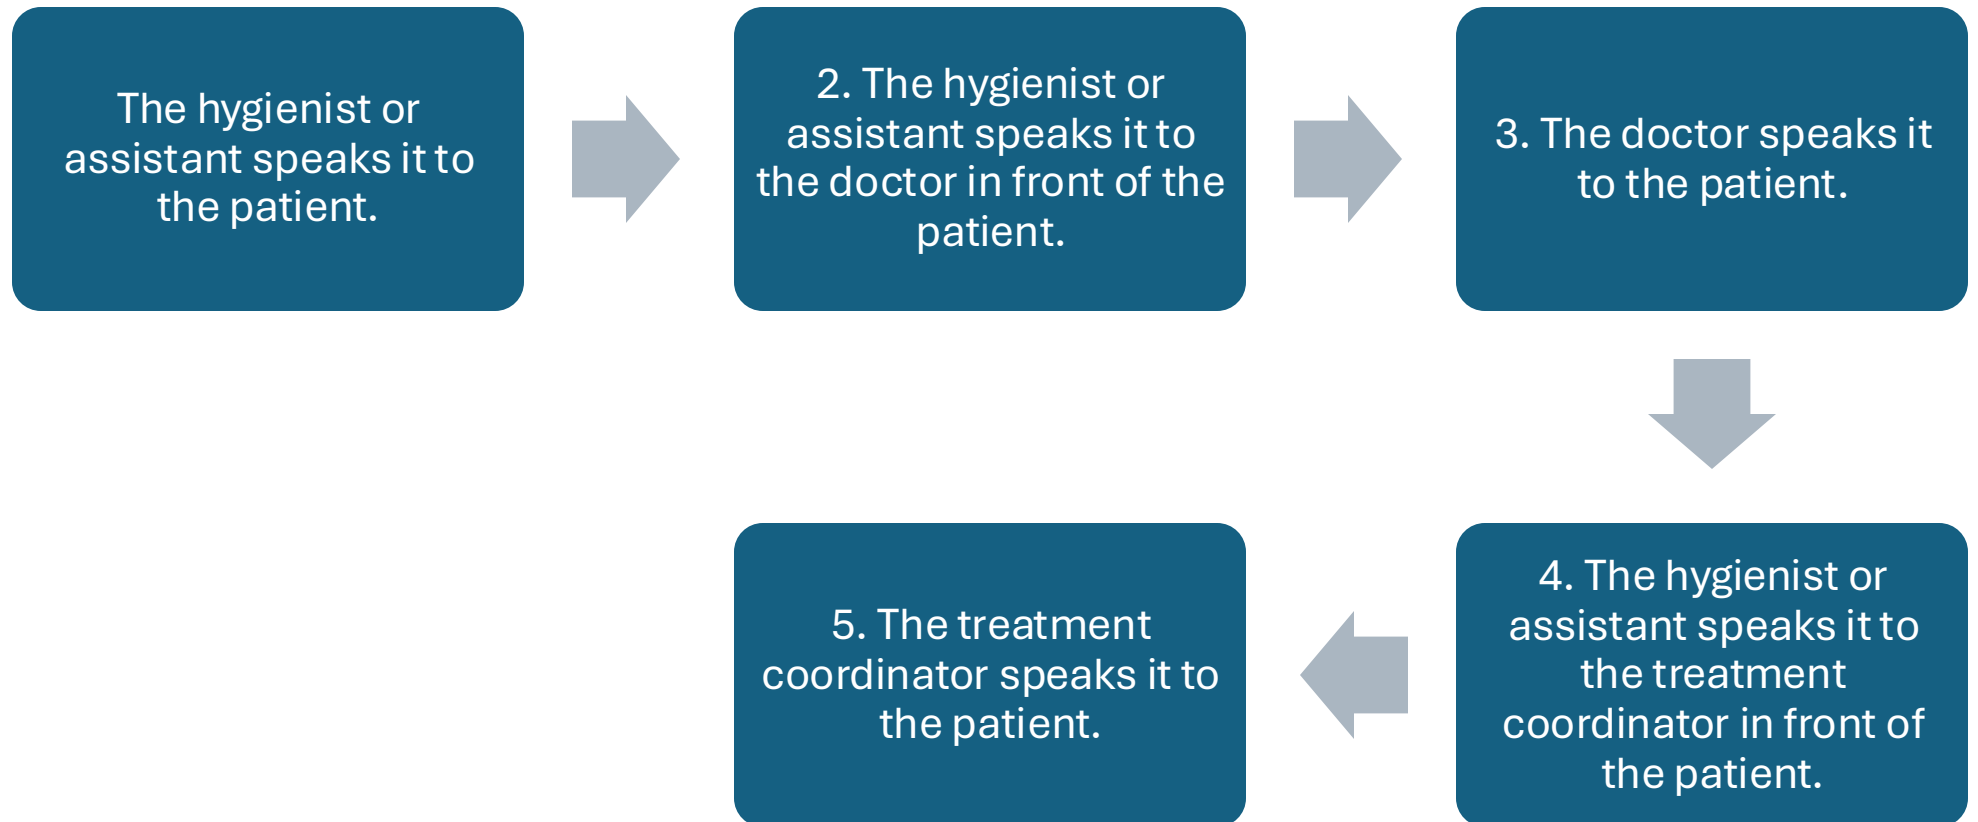 The hygienist or
assistant speaks it to
the patient.
2. The hygienist or
assistant speaks it to
the doctor in front of the
patient.
3. The doctor speaks it
to the patient.
4. The hygienist or
assistant speaks it to
the treatment
coordinator in front of
the patient.
5. The treatment
coordinator speaks it to
the patient.